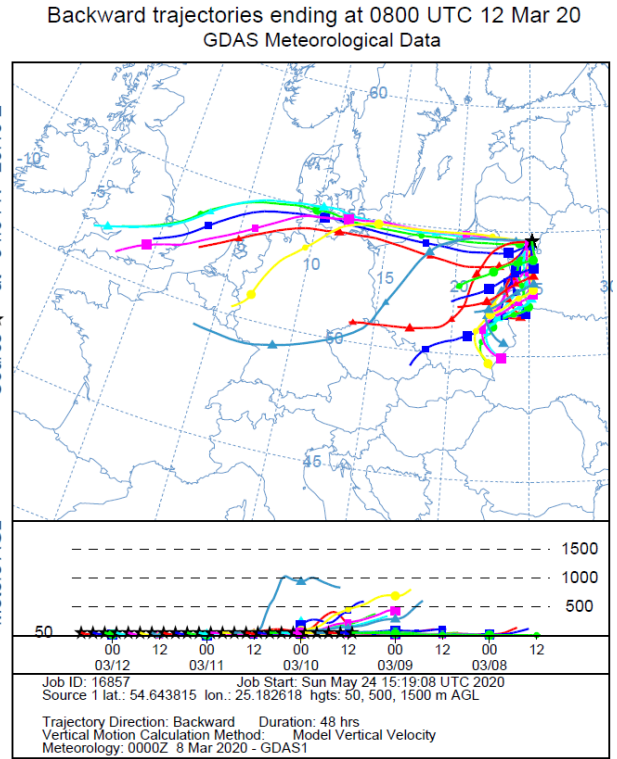 Backward trajectories ending at 0800 UTC 12 Mar 20
GDAS Meteorological Data
60
-10
-5
5
10
15
20
30
50
45
1500
1000
500
50
00 12 00 12 00 12 00 12 00 12
03/12 03/11 03/10 03/09 03/08
Job ID: 16857 Job Start: Sun May 24 15:19:08 UTC 2020
Source 1 lat.: 54.643815 lon.: 25.182618 hgts: 50, 500, 1500 m AGL
Trajectory Direction: Backward Duration: 48 hrs
Vertical Motion Calculation Method: Model Vertical Velocity
Meteorology: 0000Z 8 Mar 2020 - GDAS1